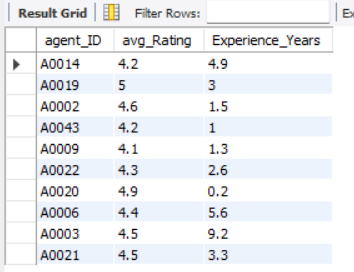 Result Grid Filter Rows: Ex
agent_ID avg_Rating Experience_Years
A0014 4.2 4.9
A0019 5 3
A0002 4.6 1.5
A0043 4.2 1
A0009 4.1 1.3
A0022 4.3 2.6
A0020 4.9 0.2
A0006 4.4 5.6
A0003 4.5 9.2
A0021 4.5 3.3